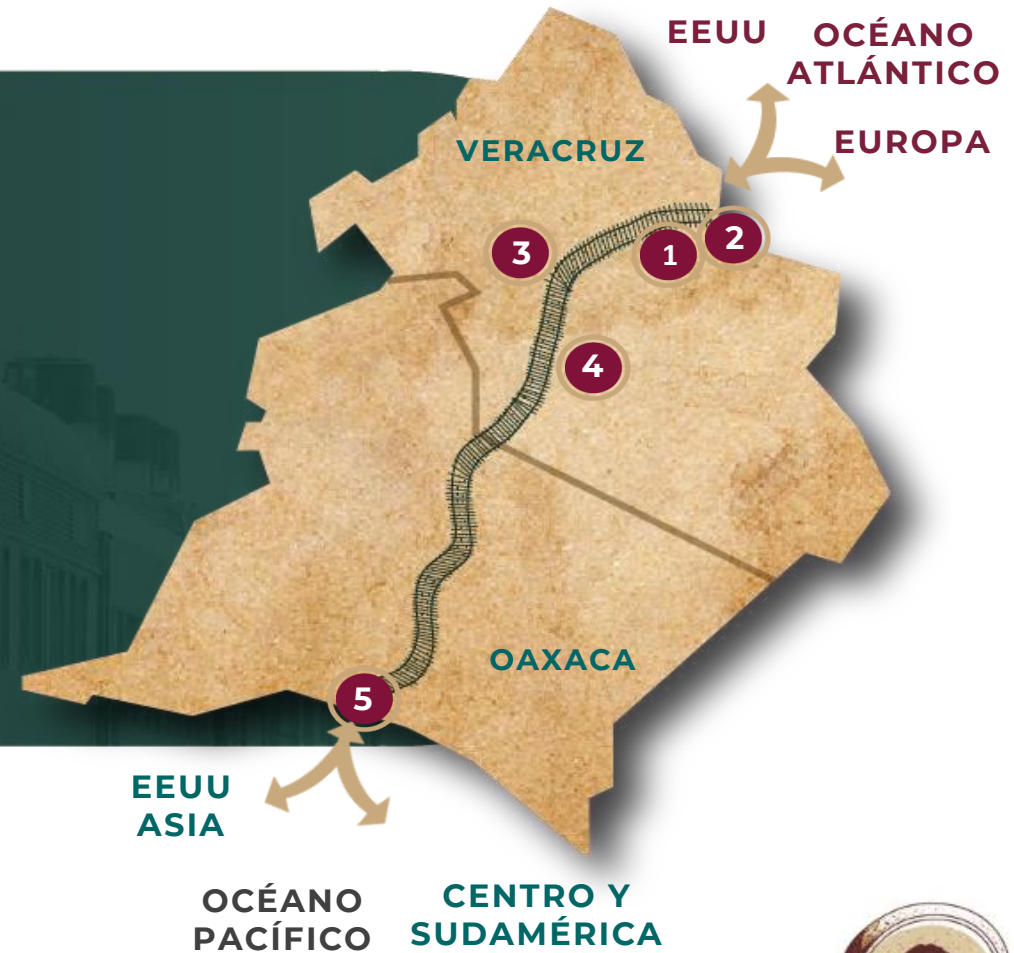 EEUU
OCÉANO
ATLÁNTICO
EUROPA
VERACRUZ
3
1
2
4
OAXACA
5
EEUU
ASIA
OCÉANO
PACÍFICO
CENTRO Y
SUDAMÉRICA